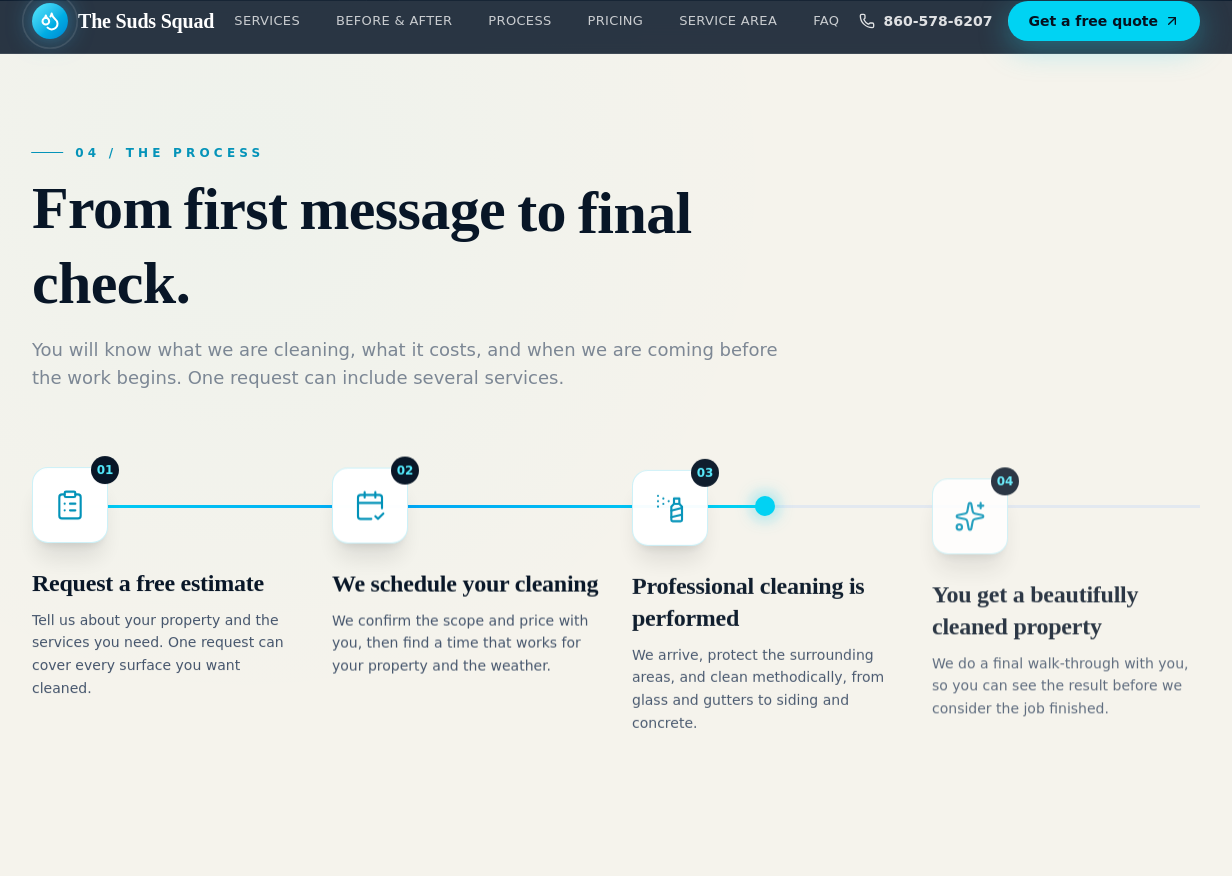 The Suds Squad
SERVICES
BEFORE & AFTER
PROCESS
PRICING
SERVICE AREA
FAQ
860-578-6207
Get a free quote
04 / THE PROCESS
From first message to final
check.
You will know what we are cleaning, what it costs, and when we are coming before
the work begins. One request can include several services.
01
Request a free estimate
Tell us about your property and the
services you need. One request can
cover every surface you want
cleaned.
02
We schedule your cleaning
We confirm the scope and price with
you, then find a time that works for
your property and the weather.
03
Professional cleaning is
performed
We arrive, protect the surrounding
areas, and clean methodically, from
glass and gutters to siding and
concrete.
04
You get a beautifully
cleaned property
We do a final walk-through with you,
so you can see the result before we
consider the job finished.